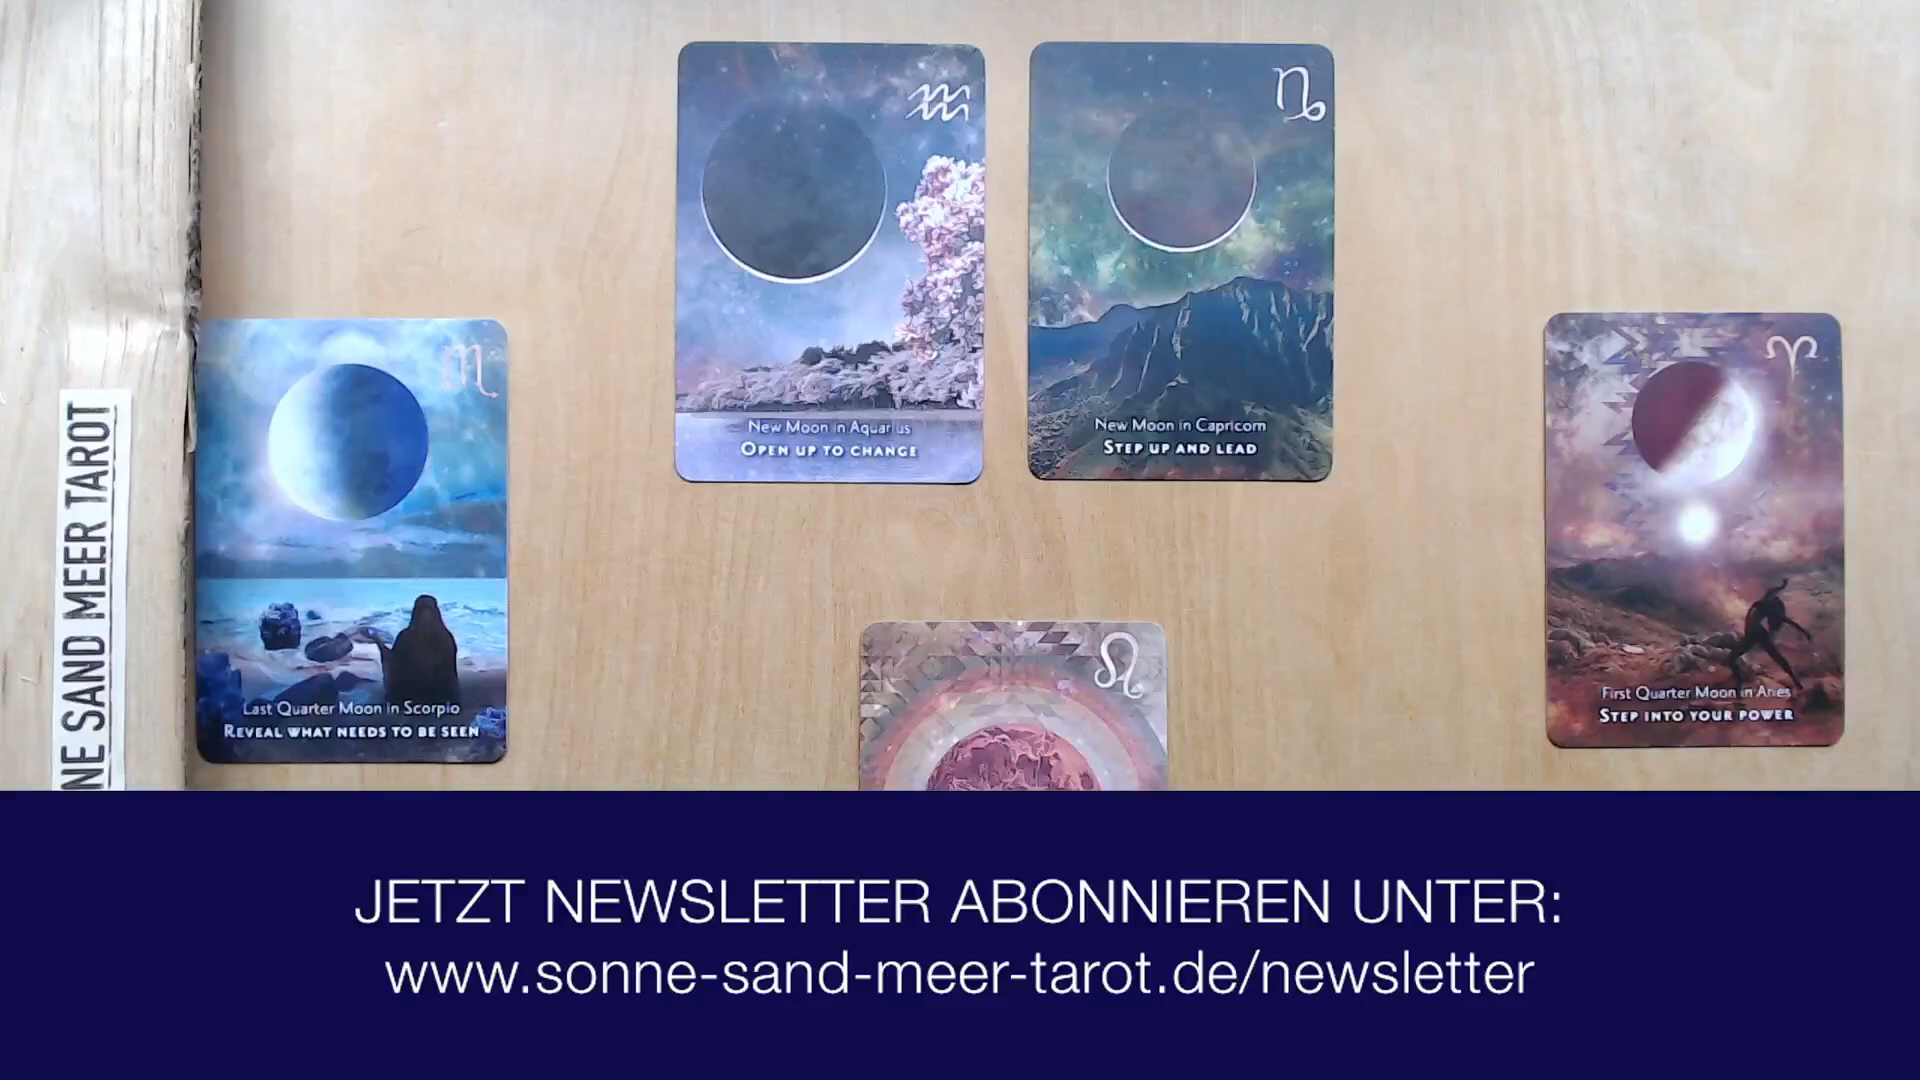 NE SAND MEER TAROT
New Moon in Aquarius
OPEN UP TO CHANGE
New Moon in Capricorn
STEP UP AND LEAD
Last Quarter Moon in Scorpio
REVEAL WHAT NEEDS TO BE SEEN
First Quarter Moon in Aries
STEP INTO YOUR POWER
JETZT NEWSLETTER ABONNIEREN UNTER:
www.sonne-sand-meer-tarot.de/newsletter